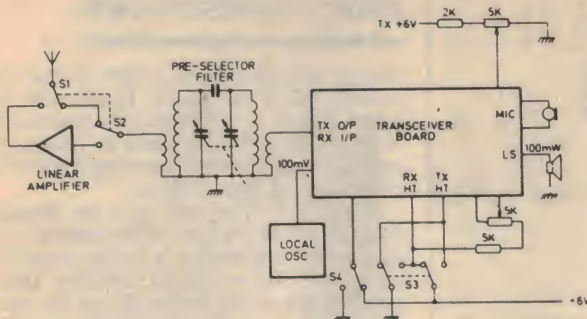 TX +6V
2K
5K
PRE-SELECTOR
FILTER
S1
S2
TX O/P
RX I/P
TRANSCEIVER
BOARD
MIC
LS
100mW
LINEAR
AMPLIFIER
100mV
RX
HT
TX
HT
5K
5K
LOCAL
OSC
S4
S3
+6V